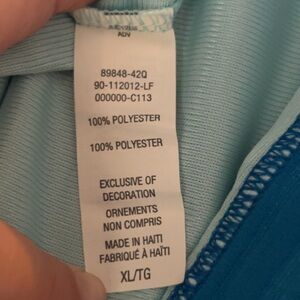 ADV
89848-42Q
90-112012-LF
000000-C113
100% POLYESTER
100% POLYESTER
EXCLUSIVE OF
DECORATION
ORNEMENTS
NON COMPRIS
MADE IN HAITI
FABRIQUÉ À HAÏTI
XL/TG